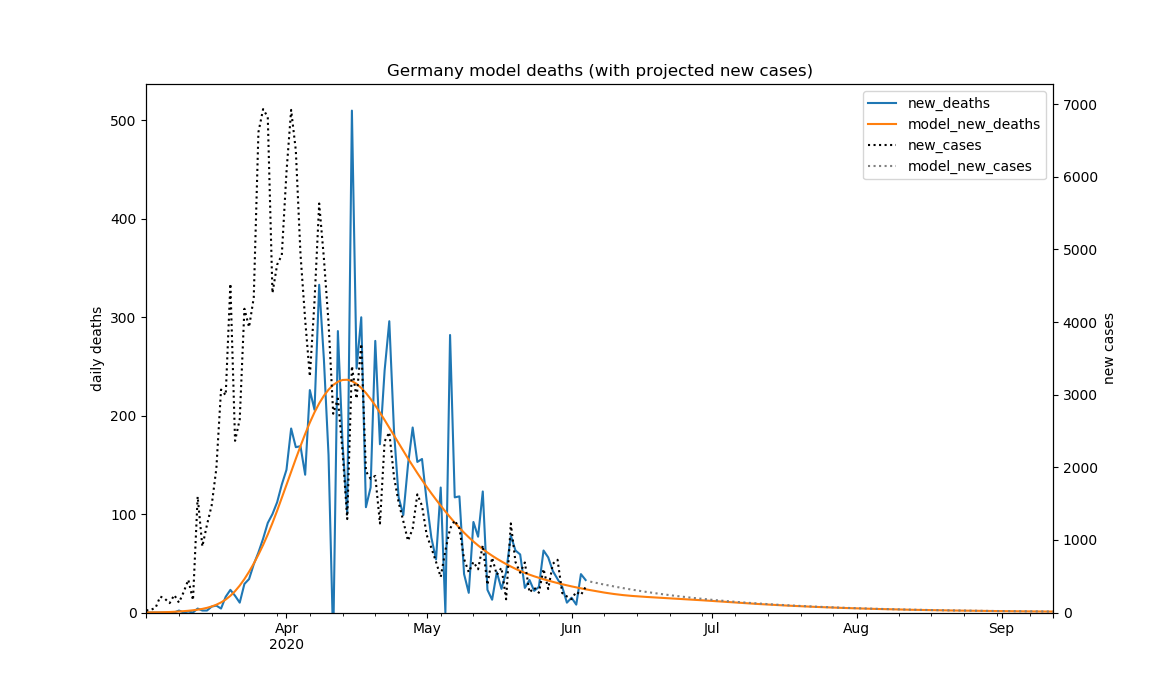 Germany model deaths (with projected new cases)
new_deaths
model_new_deaths
new_cases
model_new_cases
500
400
300
200
100
0
daily deaths
7000
6000
5000
4000
3000
2000
1000
0
new cases
Apr
2020
May
Jun
Jul
Aug
Sep